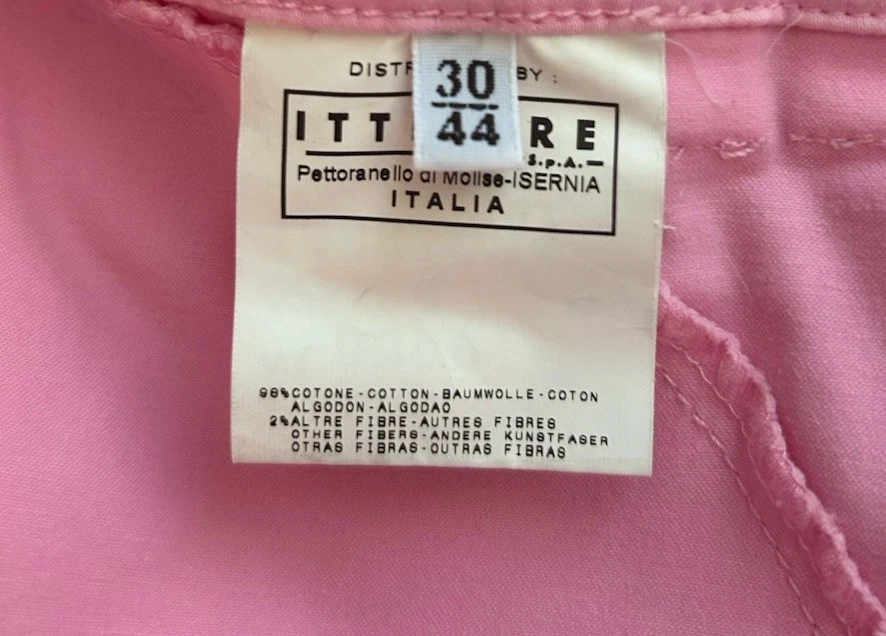 30
44
BY :
ITT RE
S.p.A.
Pettoranello di Molise-ISERNIA
ITALIA
98%COTONE-COTTON-BAUMWOLLE-COTON
ALGODON-ALGODAO
2%ALTRE FIBRE-AUTRES FIBRES
OTHER FIBERS-ANDERE KUNSTFASER
OTRAS FIBRAS-OUTRAS FIBRAS